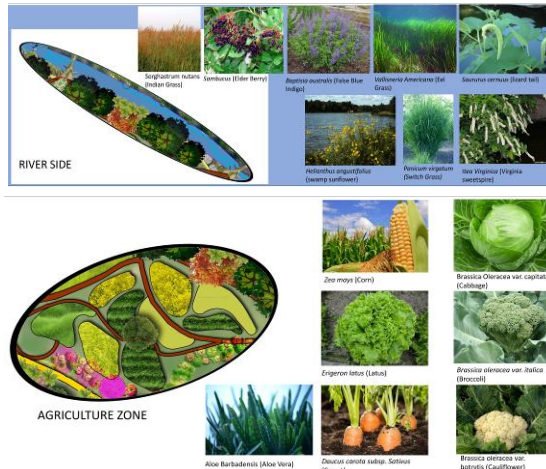 Sorghastrum nutans
(Indian Grass)
Sambucus (Elder Berry)
Baptisia australis (False Blue
Indigo)
Vallisneria Americana (Eel
Grass)
Saururus cernuus (lizard tail)
Helianthus angustifolius
(swamp sunflower)
Panicum virgatum
(Switch Grass)
Itea Virginica (Virginia
sweetspire)
RIVER SIDE
Zea mays (Corn)
Brassica Oleracea var. capitat
(Cabbage)
Erigeron latus (Latus)
Brassica oleracea var. italica
(Broccoli)
AGRICULTURE ZONE
Aloe Barbadensis (Aloe Vera)
Daucus carota subsp. Sativus
Brassica oleracea var.
botrytis (Cauliflower)